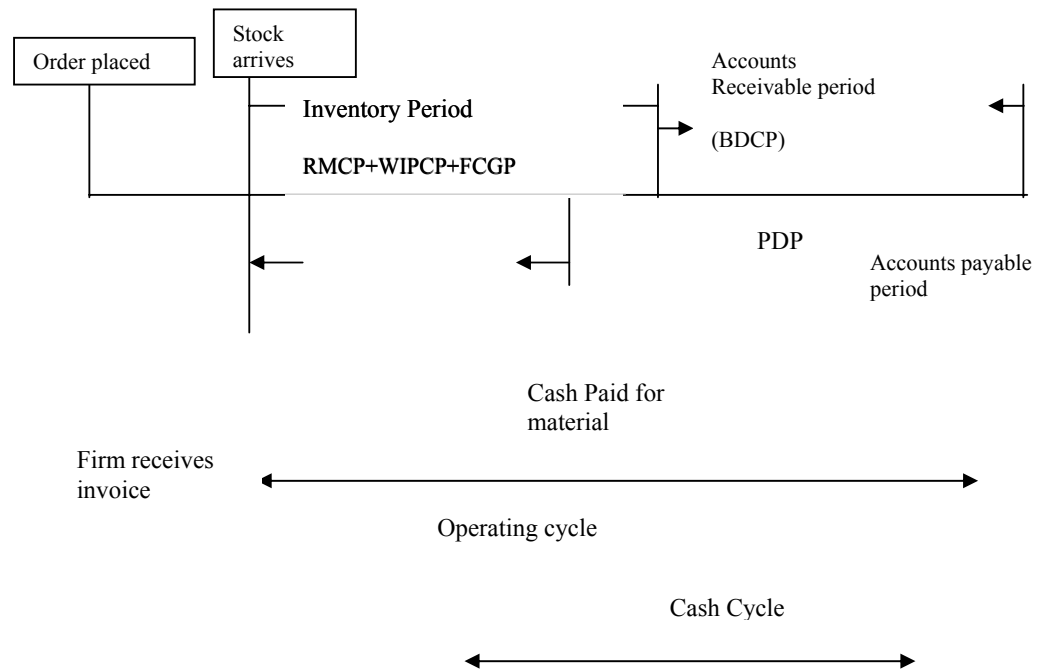 Order placed
Stock
arrives
Accounts
Receivable period
Inventory Period
(BDCP)
RMCP+WIPCP+FCGP
PDP
Accounts payable
period
Cash Paid for
material
Firm receives
invoice
Operating cycle
Cash Cycle